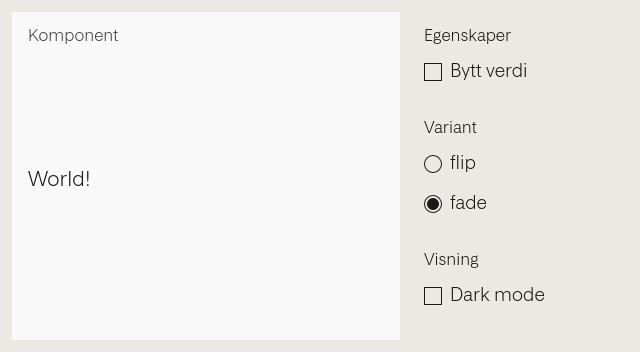 Komponent
World!
Egenskaper
Bytt verdi
Variant
flip
fade
Visning
Dark mode